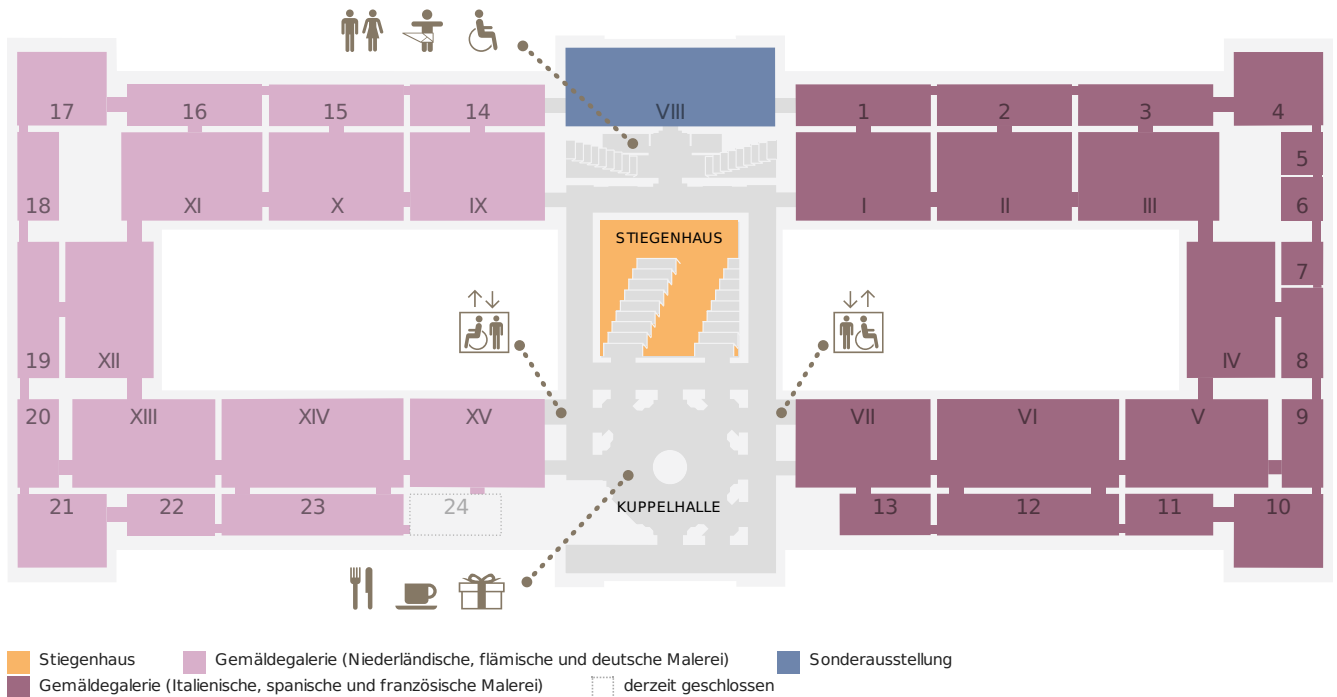 17 16 15 14 VIII 1 2 3 4
5
18 XI X IX I II III 6
STIEGENHAUS
7
19 XII IV 8
20 XIII XIV XV VII VI V 9
21 22 23 24 KUPPELHALLE 13 12 11 10
Stiegenhaus Gemäldegalerie (Niederländische, flämische und deutsche Malerei) Sonderausstellung
Gemäldegalerie (Italienische, spanische und französische Malerei) derzeit geschlossen